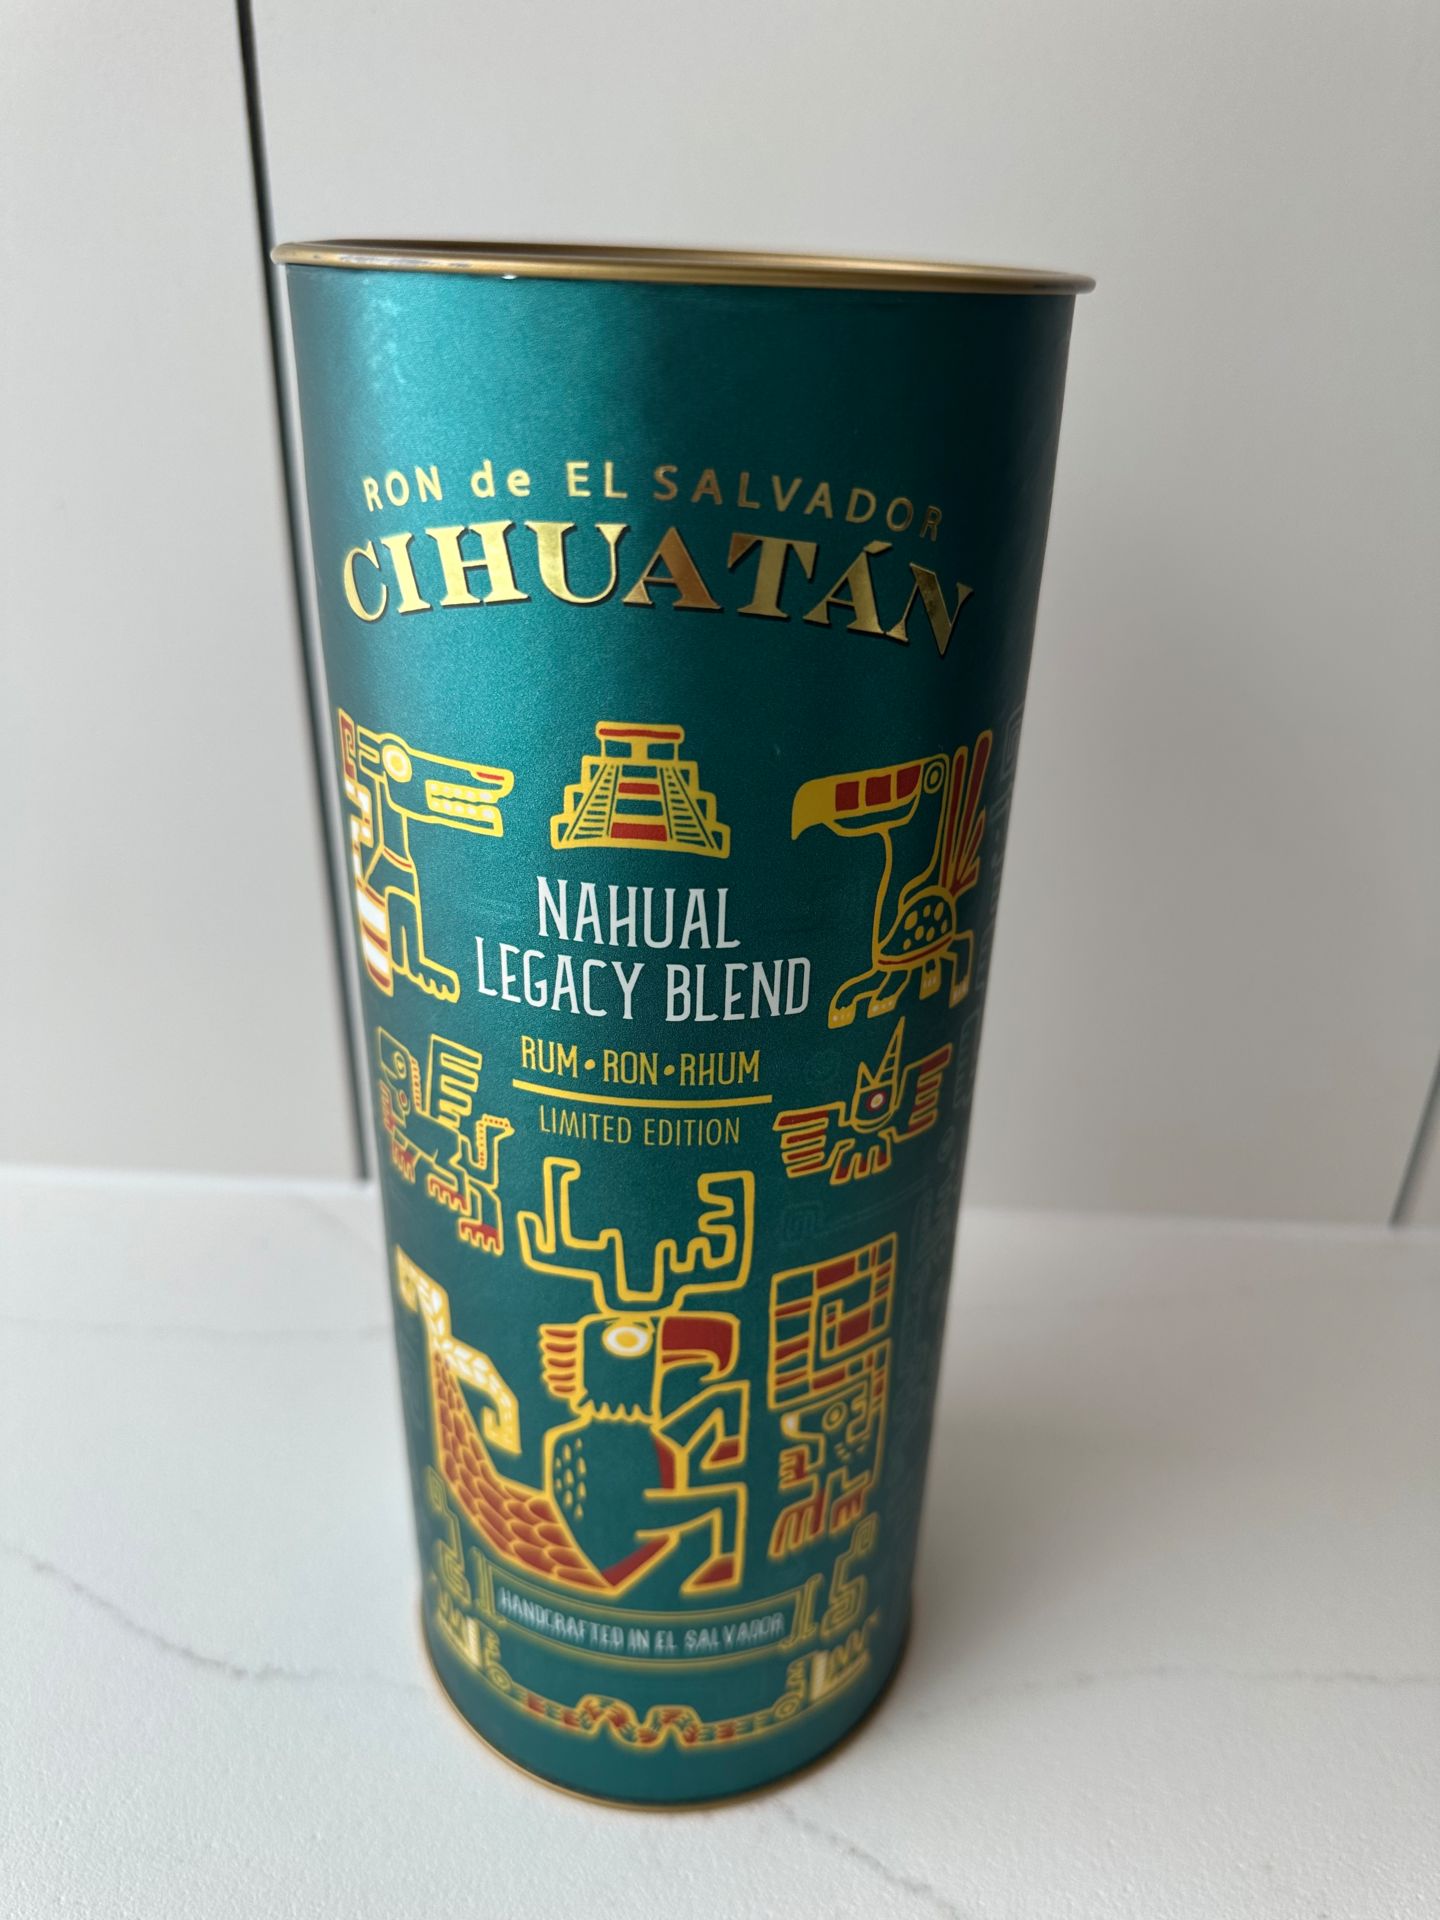 RON de EL SALVADOR
CIHUATÁN
NAHUAL
LEGACY BLEND
RUM•RON•RHUM
LIMITED EDITION
HANDCRAFTED IN EL SALVADOR